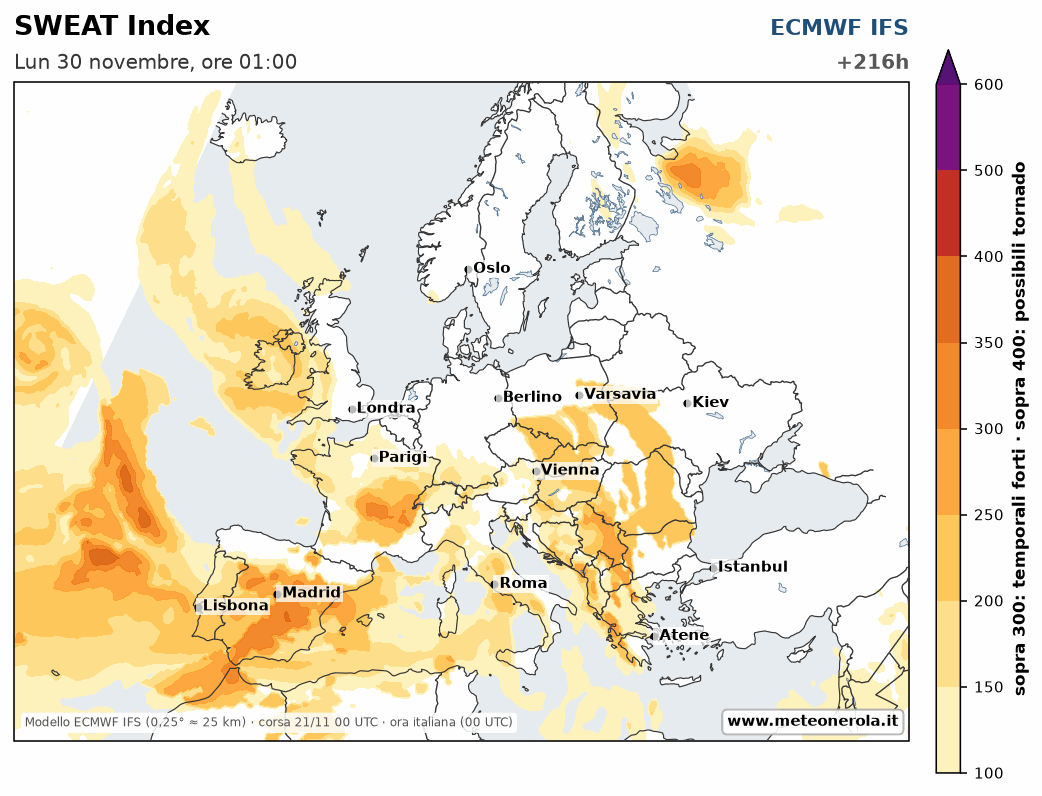 SWEAT Index
ECMWF IFS
Lun 30 novembre, ore 01:00
+216h
Oslo
Berlino
Varsavia
Kiev
Londra
Parigi
Vienna
Istanbul
Roma
Madrid
Lisbona
Atene
Modello ECMWF IFS (0,25° ≈ 25 km) · corsa 21/11 00 UTC · ora italiana (00 UTC)
www.meteonerola.it
600
500
400
350
300
250
200
150
100
sopra 300: temporali forti · sopra 400: possibili tornado